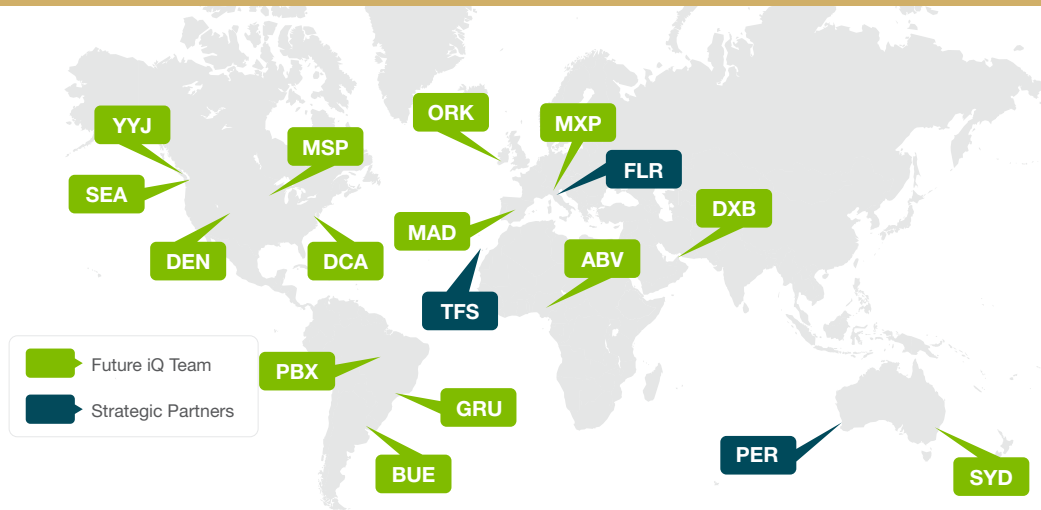 ORK
YYJ
MXP
MSP
FLR
SEA
DXB
MAD
DEN
DCA
ABV
TFS
Future iQ Team
PBX
Strategic Partners
GRU
PER
BUE
SYD